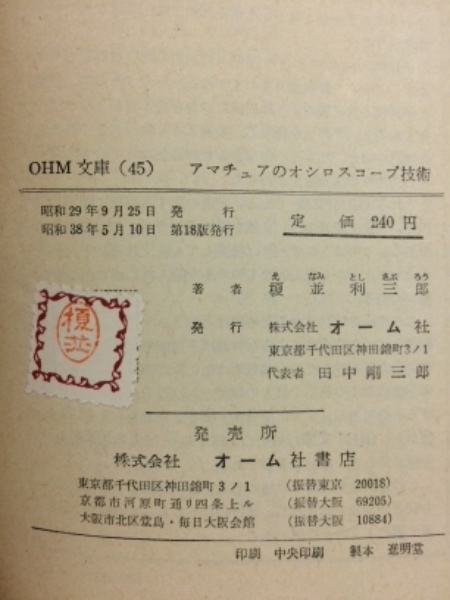 OHM文庫(45) アマチュアのオシロスコープ技術
昭和29年9月25日 発行
昭和38年5月10日 第18版発行
定価 240円
え なみ とし さぶ ろう
著者 榎並利三郎
発行 株式会社 オーム社
東京都千代田区神田錦町3ノ1
代表者 田中剛三郎
榎並
発売所
株式会社 オーム社書店
東京都千代田区神田錦町3ノ1 (振替東京 20018)
京都市河原町通り四条上ル (振替大阪 69205)
大阪市北区堂島・毎日大阪会館 (振替大阪 10884)
印刷 中央印刷 製本 進明堂